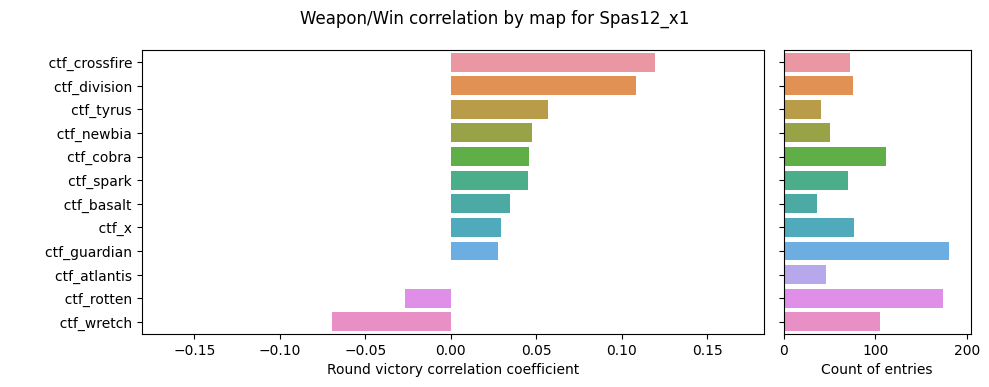 Weapon/Win correlation by map for Spas12_x1
ctf_crossfire
ctf_division
ctf_tyrus
ctf_newbia
ctf_cobra
ctf_spark
ctf_basalt
ctf_x
ctf_guardian
ctf_atlantis
ctf_rotten
ctf_wretch
−0.15 −0.10 −0.05 0.00 0.05 0.10 0.15
Round victory correlation coefficient
0 100 200
Count of entries